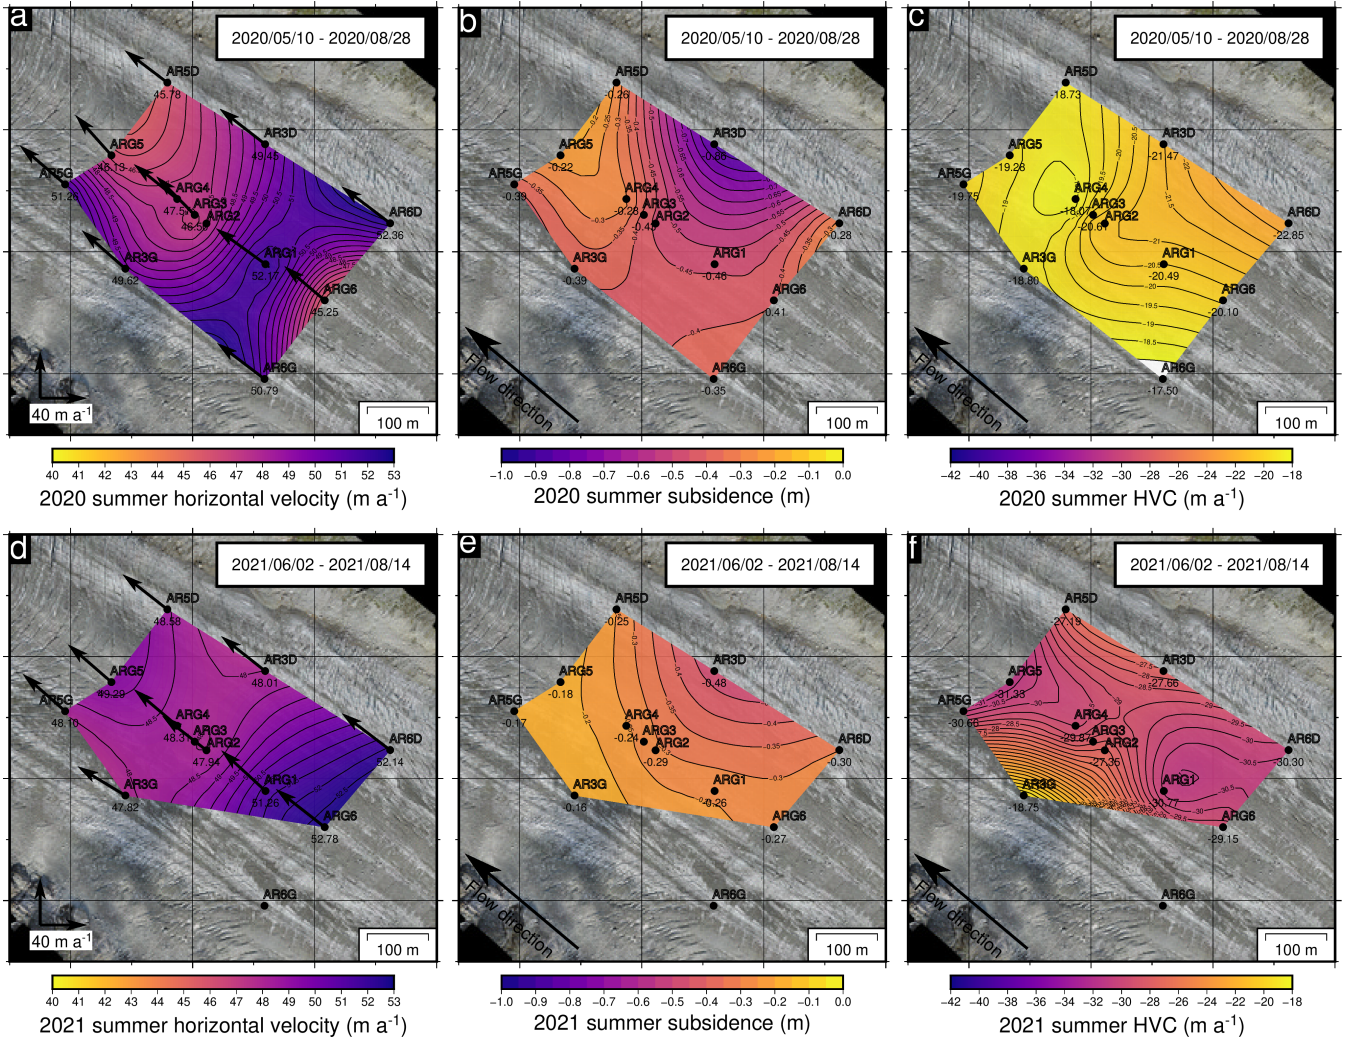 a
2020/05/10 - 2020/08/28
AR5D
45.78
AR3D
49.45
ARG5
46.13
AR5G
51.26
ARG4
47.5
ARG3
46.59
ARG2
AR6D
52.36
AR3G
49.62
ARG1
52.17
ARG6
45.25
AR6G
50.79
40 m a-1
100 m
40 41 42 43 44 45 46 47 48 49 50 51 52 53
2020 summer horizontal velocity (m a-1)
b
2020/05/10 - 2020/08/28
AR5D
-0.26
AR3D
-0.86
ARG5
-0.22
AR5G
-0.39
ARG4
-0.28
ARG3
-0.43
ARG2
AR6D
-0.28
AR3G
-0.39
ARG1
-0.46
ARG6
-0.41
AR6G
-0.35
Flow direction
100 m
−1.0 −0.9 −0.8 −0.7 −0.6 −0.5 −0.4 −0.3 −0.2 −0.1 0.0
2020 summer subsidence (m)
c
2020/05/10 - 2020/08/28
AR5D
-18.73
AR3D
-21.47
ARG5
-19.28
AR5G
-19.75
ARG4
-18.07
ARG3
-20.67
ARG2
AR6D
-22.85
AR3G
-18.80
ARG1
-20.49
ARG6
-20.10
AR6G
-17.50
Flow direction
100 m
−42 −40 −38 −36 −34 −32 −30 −28 −26 −24 −22 −20 −18
2020 summer HVC (m a-1)
d
2021/06/02 - 2021/08/14
AR5D
48.58
AR3D
48.01
ARG5
49.29
AR5G
48.10
ARG4
48.31
ARG3
ARG2
47.94
AR6D
52.14
AR3G
47.82
ARG1
51.26
ARG6
52.78
AR6G
40 m a-1
100 m
40 41 42 43 44 45 46 47 48 49 50 51 52 53
2021 summer horizontal velocity (m a-1)
e
2021/06/02 - 2021/08/14
AR5D
-0.25
AR3D
-0.48
ARG5
-0.18
AR5G
-0.17
ARG4
-0.24
ARG3
ARG2
-0.29
AR6D
-0.30
AR3G
-0.16
ARG1
-0.26
ARG6
-0.27
AR6G
Flow direction
100 m
−1.0 −0.9 −0.8 −0.7 −0.6 −0.5 −0.4 −0.3 −0.2 −0.1 0.0
2021 summer subsidence (m)
f
2021/06/02 - 2021/08/14
AR5D
-27.19
AR3D
-27.66
ARG5
-31.33
AR5G
-30.66
ARG4
-29.87
ARG3
ARG2
-27.35
AR6D
-30.30
AR3G
-18.75
ARG1
-30.77
ARG6
-29.15
AR6G
Flow direction
100 m
−42 −40 −38 −36 −34 −32 −30 −28 −26 −24 −22 −20 −18
2021 summer HVC (m a-1)